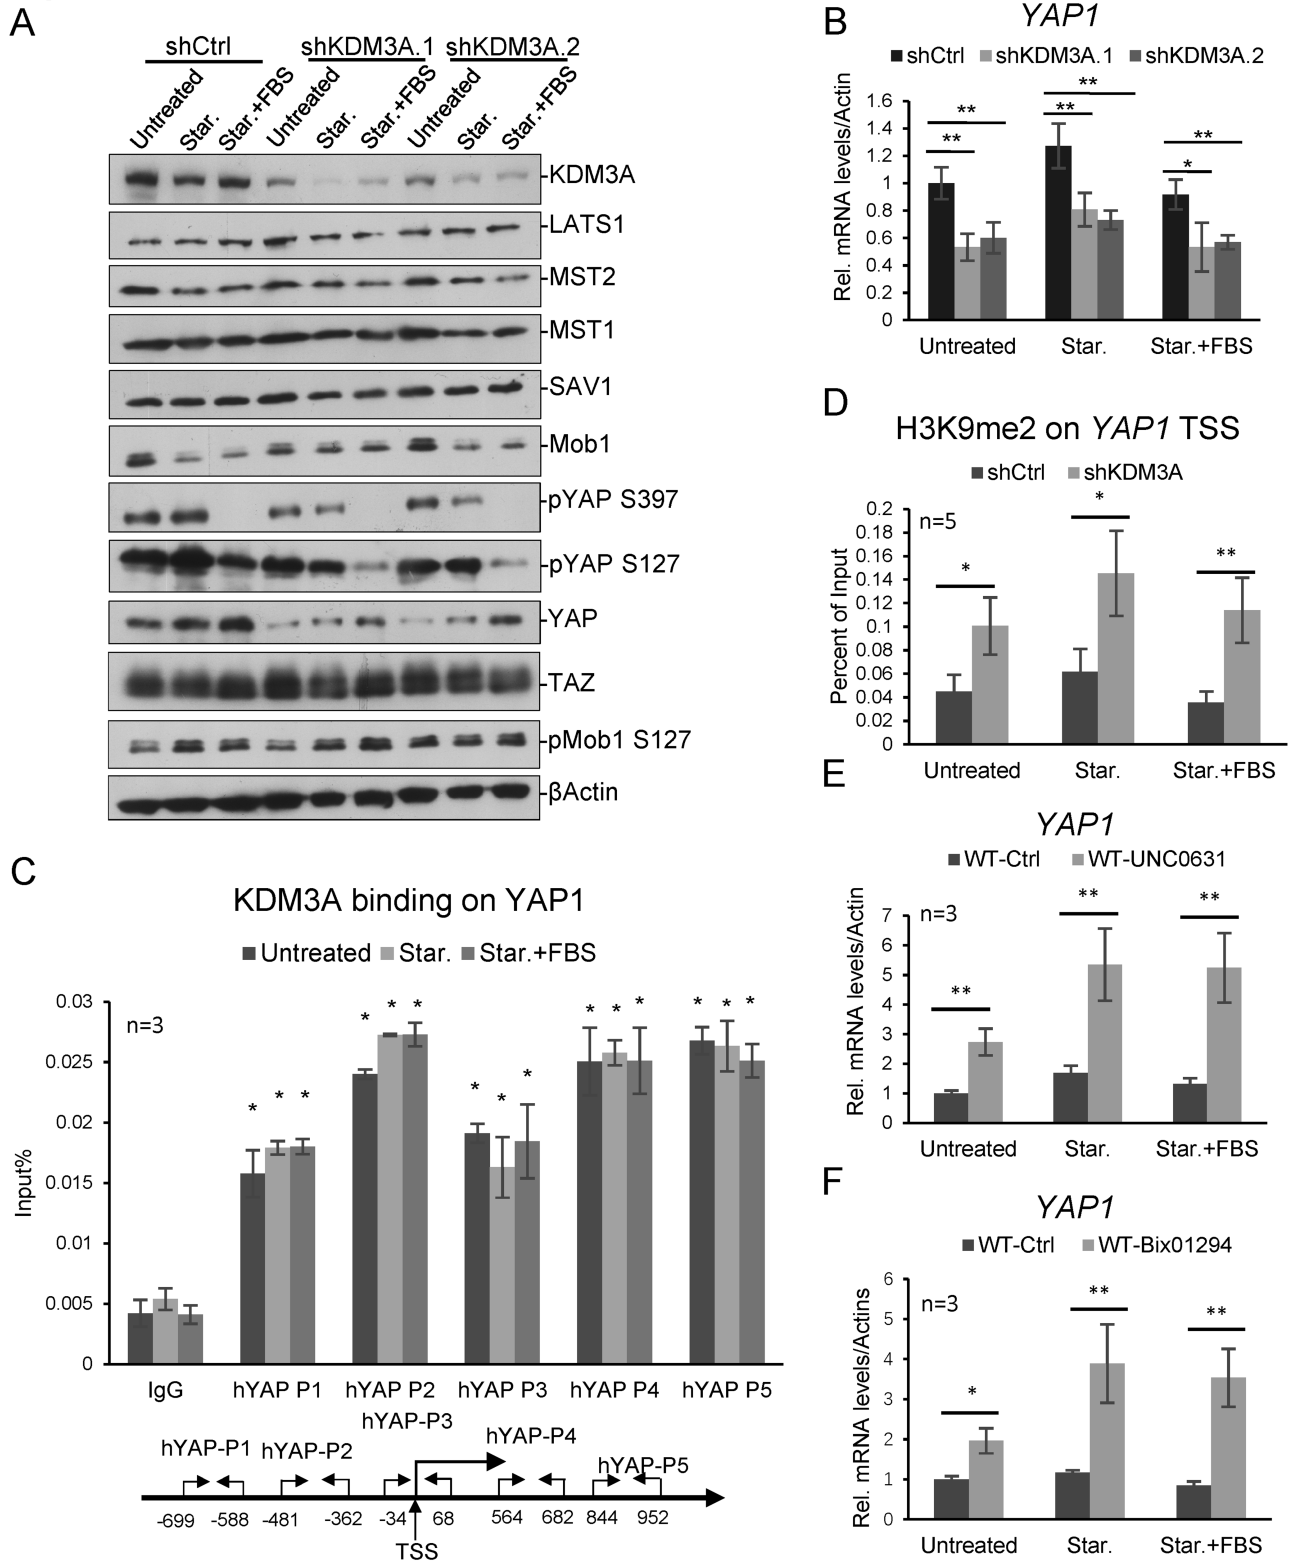 A
shCtrl shKDM3A.1 shKDM3A.2
Untreated Star. Star.+FBS Untreated Star. Star.+FBS Untreated Star. Star.+FBS
KDM3A
LATS1
MST2
MST1
SAV1
Mob1
pYAP S397
pYAP S127
YAP
TAZ
pMob1 S127
βActin
B
YAP1
shCtrl shKDM3A.1 shKDM3A.2
Rel. mRNA levels/Actin
1.6
1.4
1.2
1
0.8
0.6
0.4
0.2
0
** ** ** ** * **
Untreated Star. Star.+FBS
C
KDM3A binding on YAP1
Untreated Star. Star.+FBS
n=3
Input%
0.03
0.025
0.02
0.015
0.01
0.005
0
* * * * * * * * * * * * * * *
IgG hYAP P1 hYAP P2 hYAP P3 hYAP P4 hYAP P5
hYAP-P1 hYAP-P2 hYAP-P3 hYAP-P4 hYAP-P5
-699 -588 -481 -362 -34 68 564 682 844 952
TSS
D
H3K9me2 on YAP1 TSS
shCtrl shKDM3A
n=5
Percent of Input
0.2
0.18
0.16
0.14
0.12
0.1
0.08
0.06
0.04
0.02
0
* * **
Untreated Star. Star.+FBS
E
YAP1
WT-Ctrl WT-UNC0631
n=3
Rel. mRNA levels/Actin
7
6
5
4
3
2
1
0
** ** **
Untreated Star. Star.+FBS
F
YAP1
WT-Ctrl WT-Bix01294
n=3
Rel. mRNA levels/Actins
6
5
4
3
2
1
0
* ** **
Untreated Star. Star.+FBS